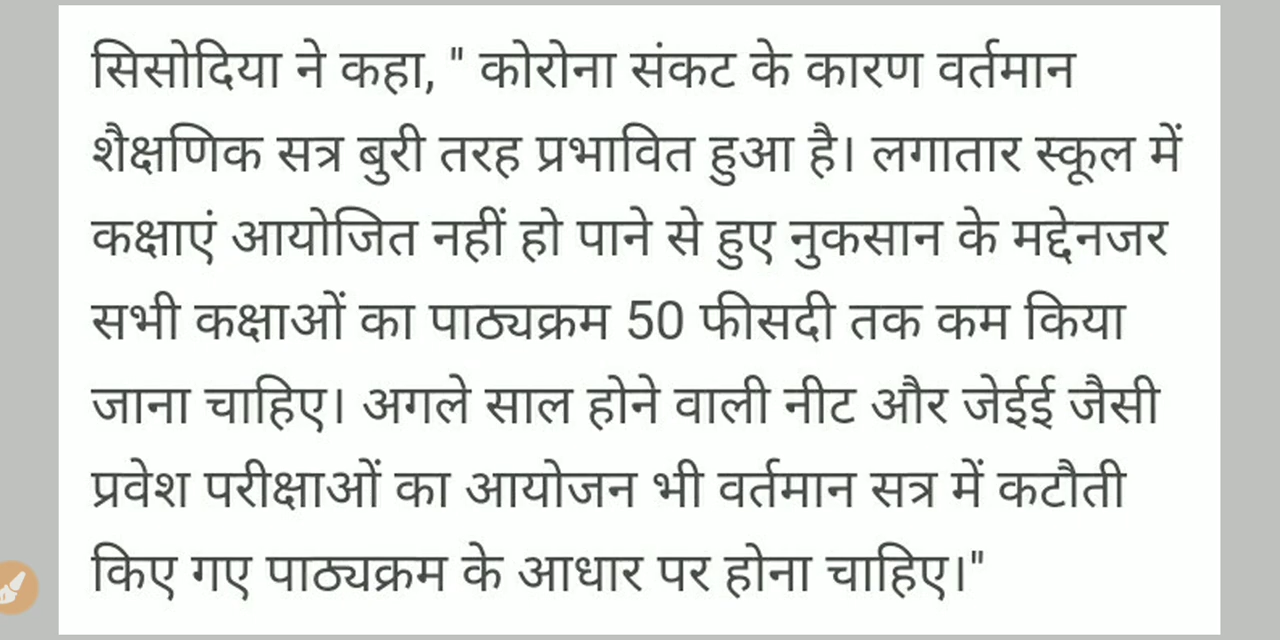 सिसोदिया ने कहा, " कोरोना संकट के कारण वर्तमान
शैक्षणिक सत्र बुरी तरह प्रभावित हुआ है। लगातार स्कूल में
कक्षाएं आयोजित नहीं हो पाने से हुए नुकसान के मद्देनजर
सभी कक्षाओं का पाठ्यक्रम 50 फीसदी तक कम किया
जाना चाहिए। अगले साल होने वाली नीट और जेईई जैसी
प्रवेश परीक्षाओं का आयोजन भी वर्तमान सत्र में कटौती
किए गए पाठ्यक्रम के आधार पर होना चाहिए।"